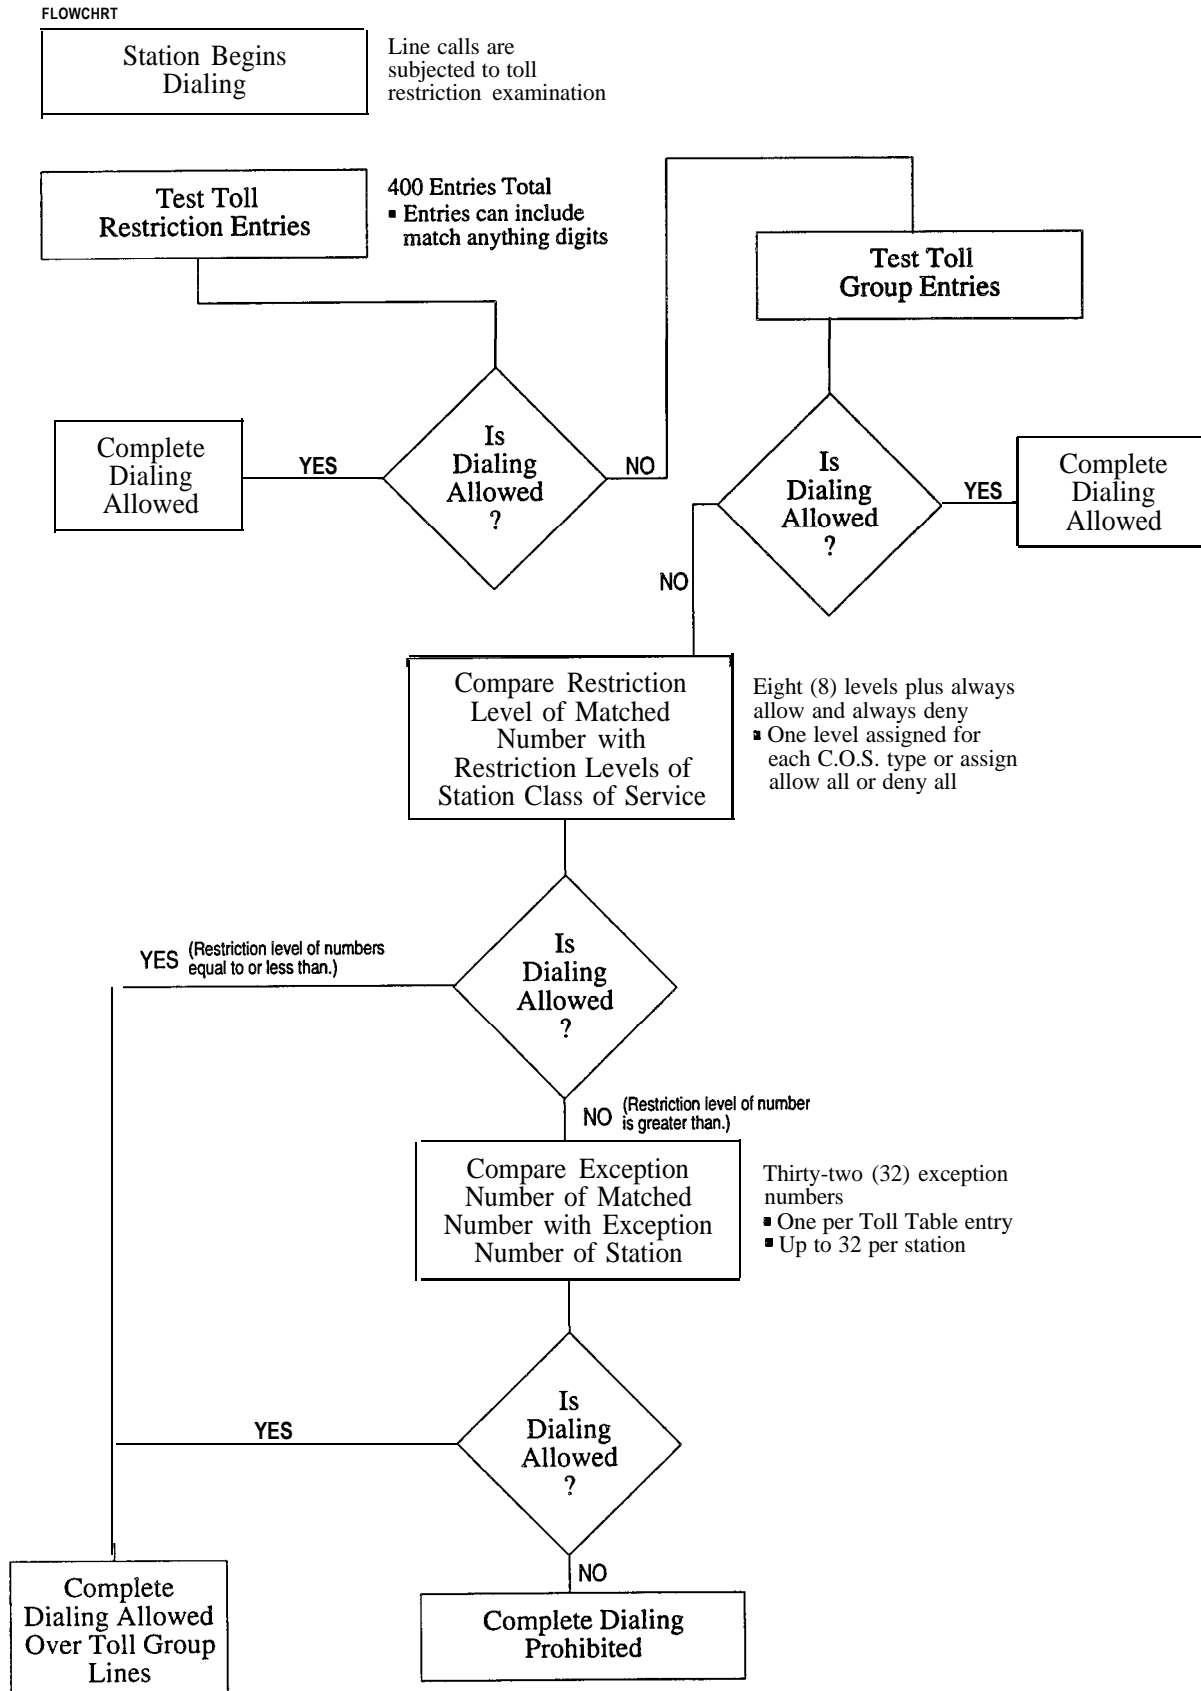 FLOWCHRT
Station Begins
Dialing
Line calls are
subjected to toll
restriction examination
Test Toll
Restriction Entries
400 Entries Total
▪ Entries can include
match anything digits
Test Toll
Group Entries
Complete
Dialing
Allowed
YES
Is
Dialing
Allowed
?
NO
Is
Dialing
Allowed
?
YES
Complete
Dialing
Allowed
NO
Compare Restriction
Level of Matched
Number with
Restriction Levels of
Station Class of Service
Eight (8) levels plus always
allow and always deny
▪ One level assigned for
each C.O.S. type or assign
allow all or deny all
YES (Restriction level of numbers
equal to or less than.)
Is
Dialing
Allowed
?
NO (Restriction level of number
is greater than.)
Compare Exception
Number of Matched
Number with Exception
Number of Station
Thirty-two (32) exception
numbers
▪ One per Toll Table entry
▪ Up to 32 per station
YES
Is
Dialing
Allowed
?
NO
Complete
Dialing Allowed
Over Toll Group
Lines
Complete Dialing
Prohibited